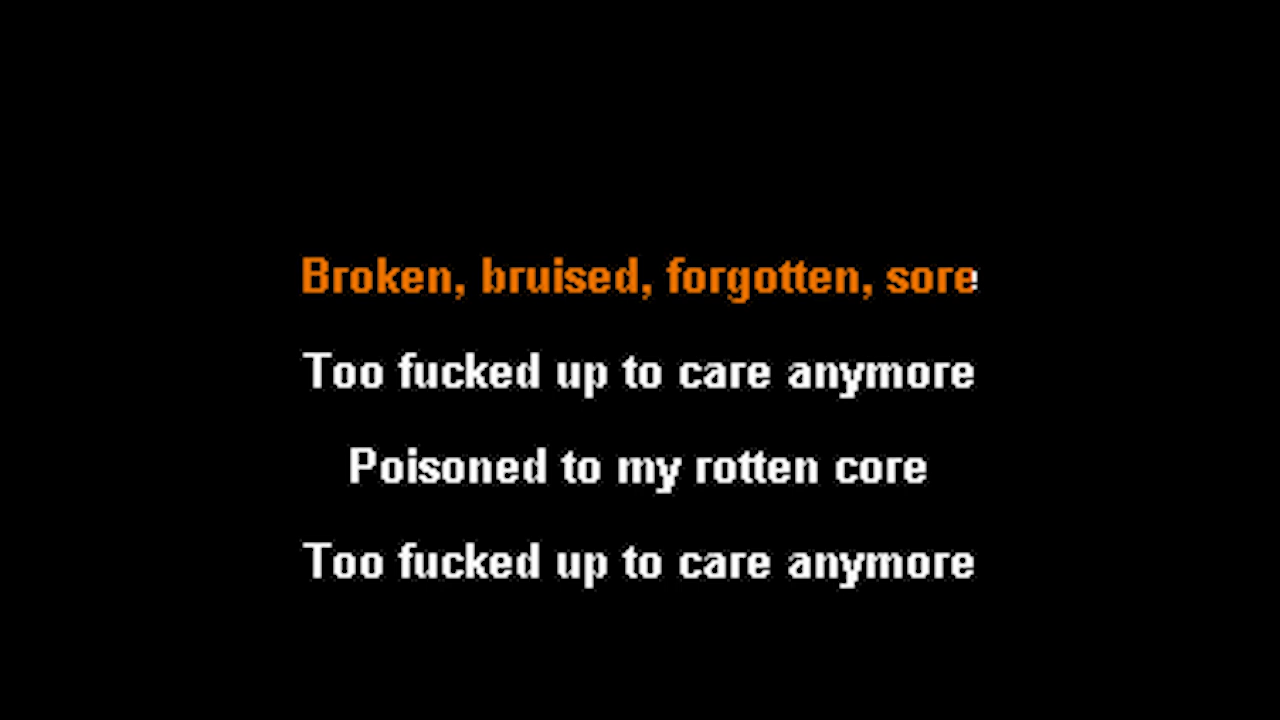 Broken, bruised, forgotten, sore
Too fucked up to care anymore
Poisoned to my rotten core
Too fucked up to care anymore